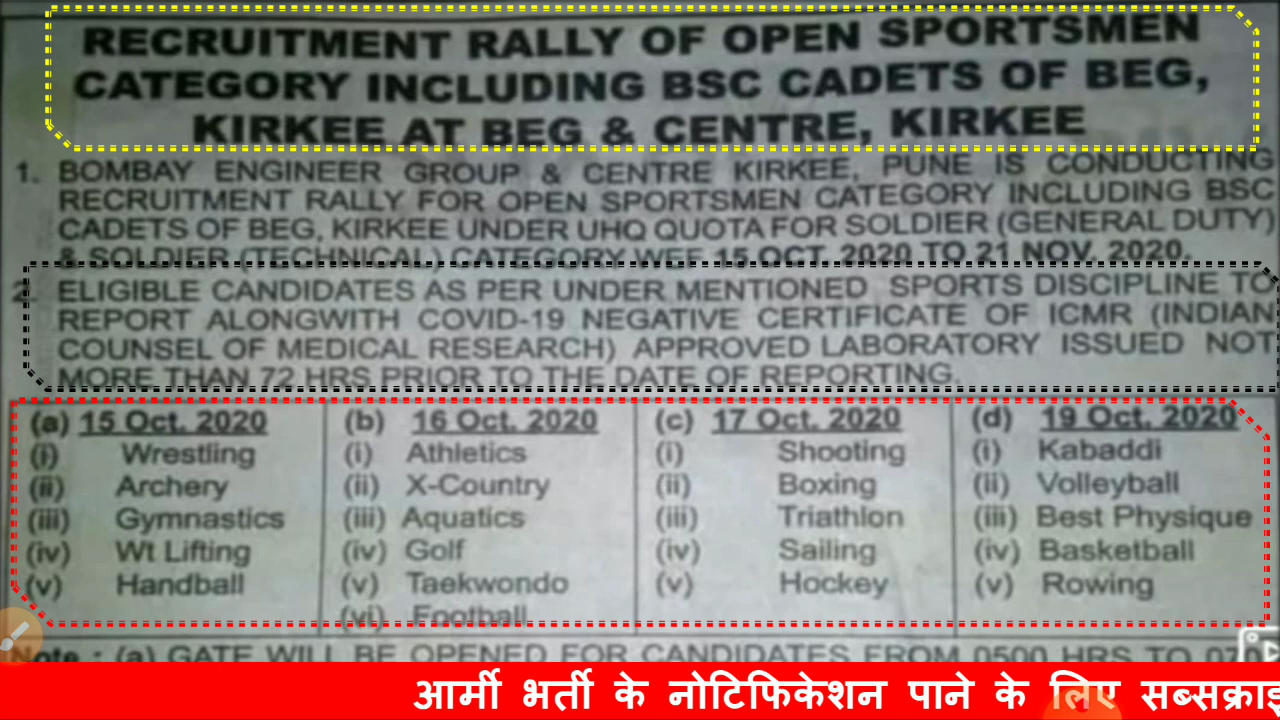 RECRUITMENT RALLY OF OPEN SPORTSMEN
CATEGORY INCLUDING BSC CADETS OF BEG,
KIRKEE AT BEG & CENTRE, KIRKEE
1. BOMBAY ENGINEER GROUP & CENTRE KIRKEE, PUNE IS CONDUCTING
RECRUITMENT RALLY FOR OPEN SPORTSMEN CATEGORY INCLUDING BSC
CADETS OF BEG, KIRKEE UNDER UHQ QUOTA FOR SOLDIER (GENERAL DUTY)
& SOLDIER (TECHNICAL) CATEGORY WEF 15 OCT. 2020 TO 21 NOV. 2020.
2. ELIGIBLE CANDIDATES AS PER UNDER MENTIONED SPORTS DISCIPLINE TO
REPORT ALONGWITH COVID-19 NEGATIVE CERTIFICATE OF ICMR (INDIAN
COUNSEL OF MEDICAL RESEARCH) APPROVED LABORATORY ISSUED NOT
MORE THAN 72 HRS PRIOR TO THE DATE OF REPORTING.
(a) 15 Oct. 2020
(i) Wrestling
(ii) Archery
(iii) Gymnastics
(iv) Wt Lifting
(v) Handball
(b) 16 Oct. 2020
(i) Athletics
(ii) X-Country
(iii) Aquatics
(iv) Golf
(v) Taekwondo
(vi) Football
(c) 17 Oct. 2020
(i) Shooting
(ii) Boxing
(iii) Triathlon
(iv) Sailing
(v) Hockey
(d) 19 Oct. 2020
(i) Kabaddi
(ii) Volleyball
(iii) Best Physique
(iv) Basketball
(v) Rowing
Note : (a) GATE WILL BE OPENED FOR CANDIDATES FROM 0500 HRS TO
आर्मी भर्ती के नोटिफिकेशन पाने के लिए